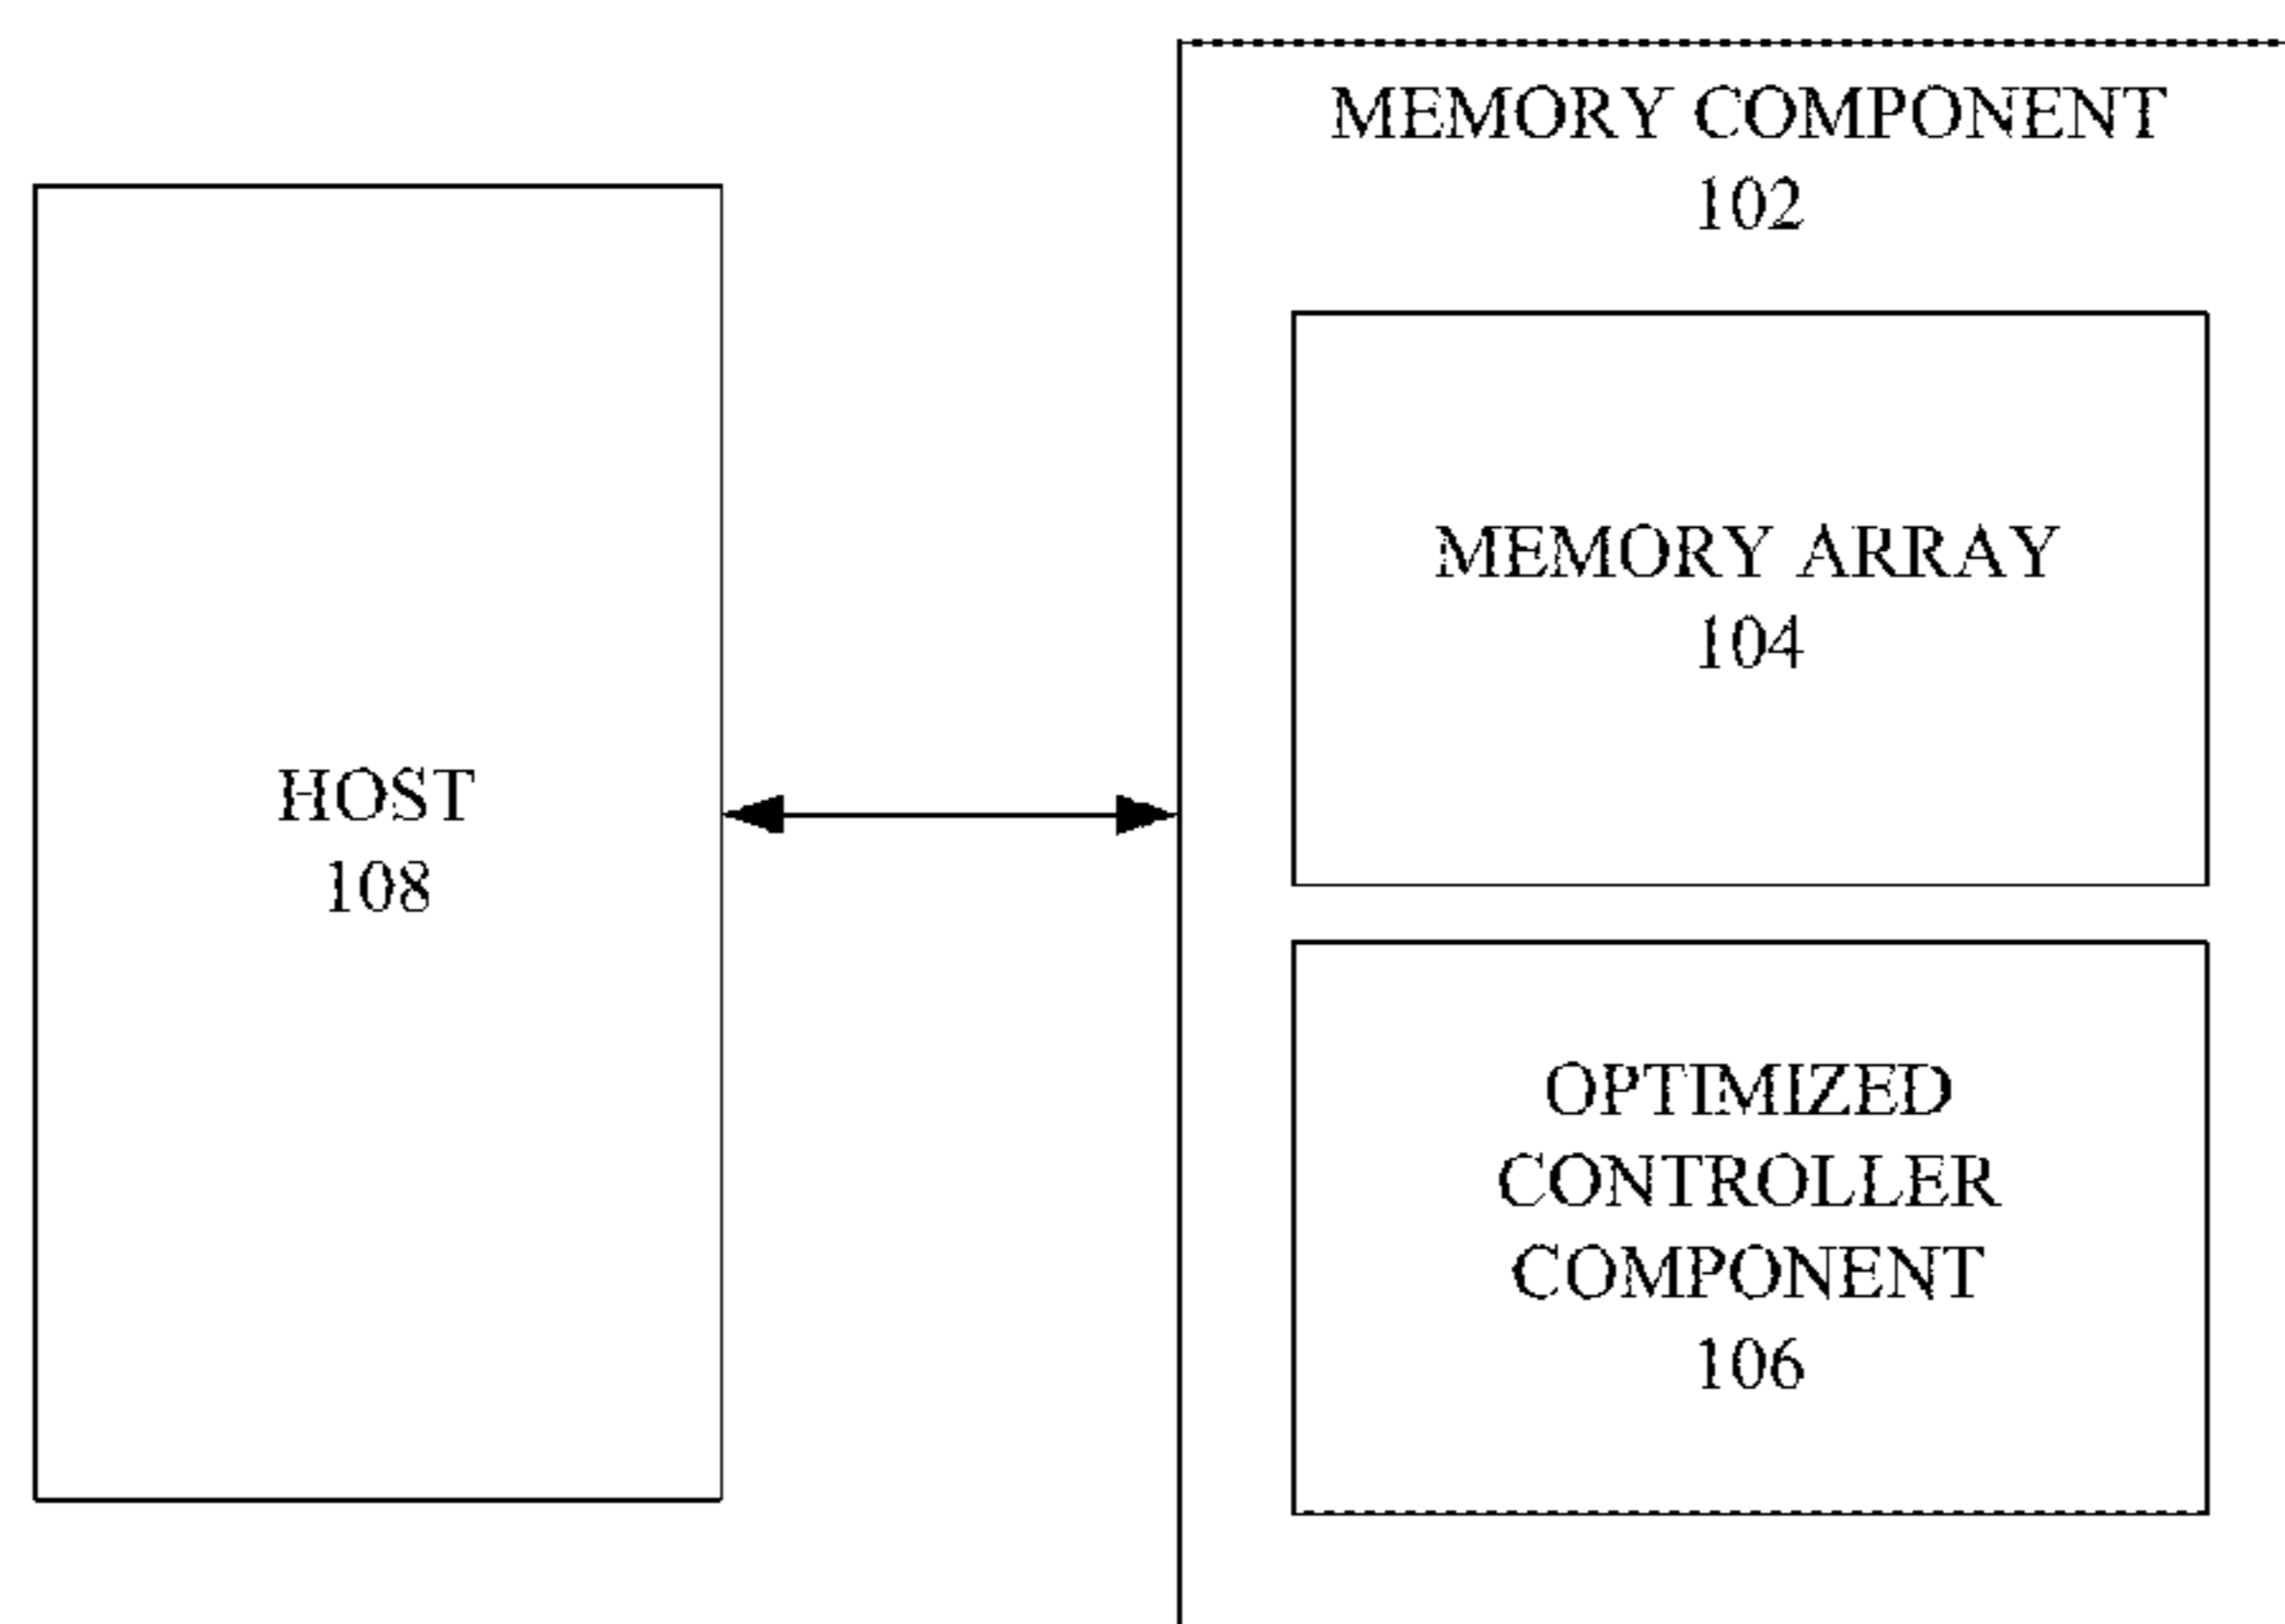 MEMORY COMPONENT
102
MEMORY ARRAY
104
HOST
108
OPTIMIZED
CONTROLLER
COMPONENT
106